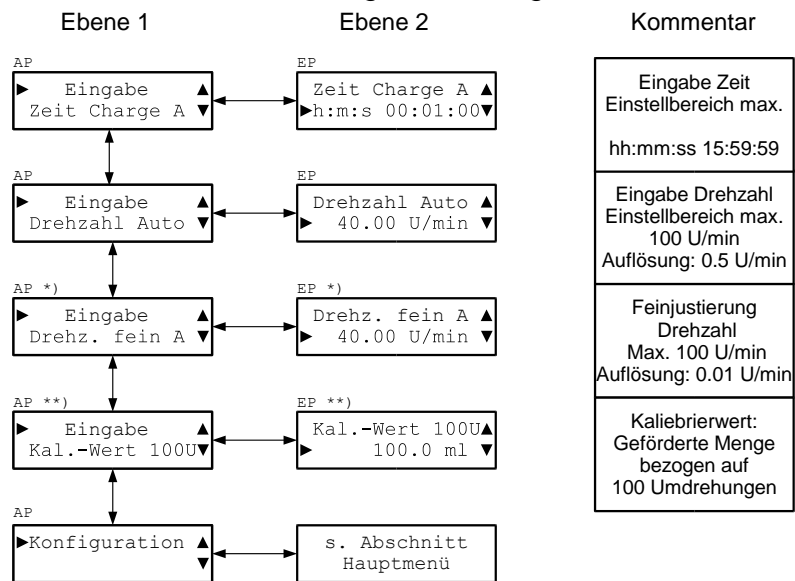 Ebene 1
Ebene 2
Kommentar
AP
► Eingabe ▲
Zeit Charge A ▼
EP
Zeit Charge A ▲
►h:m:s 00:01:00▼
Eingabe Zeit
Einstellbereich max.
hh:mm:ss 15:59:59
AP
► Eingabe ▲
Drehzahl Auto ▼
EP
Drehzahl Auto ▲
► 40.00 U/min ▼
Eingabe Drehzahl
Einstellbereich max.
100 U/min
Auflösung: 0.5 U/min
AP *)
► Eingabe ▲
Drehz. fein A ▼
EP *)
Drehz. fein A ▲
► 40.00 U/min ▼
Feinjustierung
Drehzahl
Max. 100 U/min
Auflösung: 0.01 U/min
AP **)
► Eingabe ▲
Kal.-Wert 100U▼
EP **)
Kal.-Wert 100U▲
► 100.0 ml ▼
Kaliebrierwert:
Geförderte Menge
bezogen auf
100 Umdrehungen
AP
►Konfiguration ▲
▼
s. Abschnitt
Hauptmenü